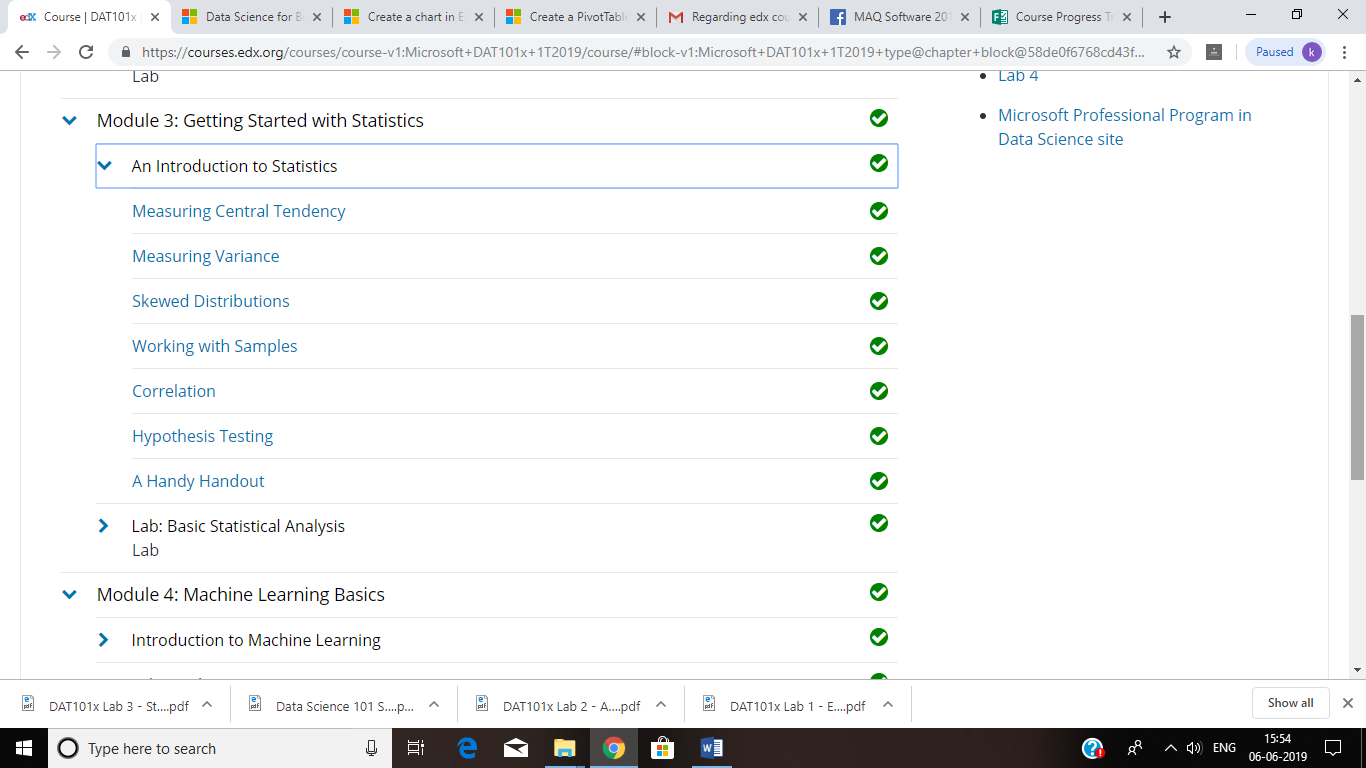 edX Course | DAT101x
Data Science for B
Create a chart in E
Create a PivotTable
Regarding edx cou
MAQ Software 201
Course Progress Tr
https://courses.edx.org/courses/course-v1:Microsoft+DAT101x+1T2019/course/#block-v1:Microsoft+DAT101x+1T2019+type@chapter+block@58de0f6768cd43f...
Paused k
Lab
Lab 4
Microsoft Professional Program in
Data Science site
Module 3: Getting Started with Statistics
An Introduction to Statistics
Measuring Central Tendency
Measuring Variance
Skewed Distributions
Working with Samples
Correlation
Hypothesis Testing
A Handy Handout
Lab: Basic Statistical Analysis
Lab
Module 4: Machine Learning Basics
Introduction to Machine Learning
DAT101x Lab 3 - St....pdf
Data Science 101 S....p...
DAT101x Lab 2 - A....pdf
DAT101x Lab 1 - E....pdf
Show all
Type here to search
ENG
15:54
06-06-2019